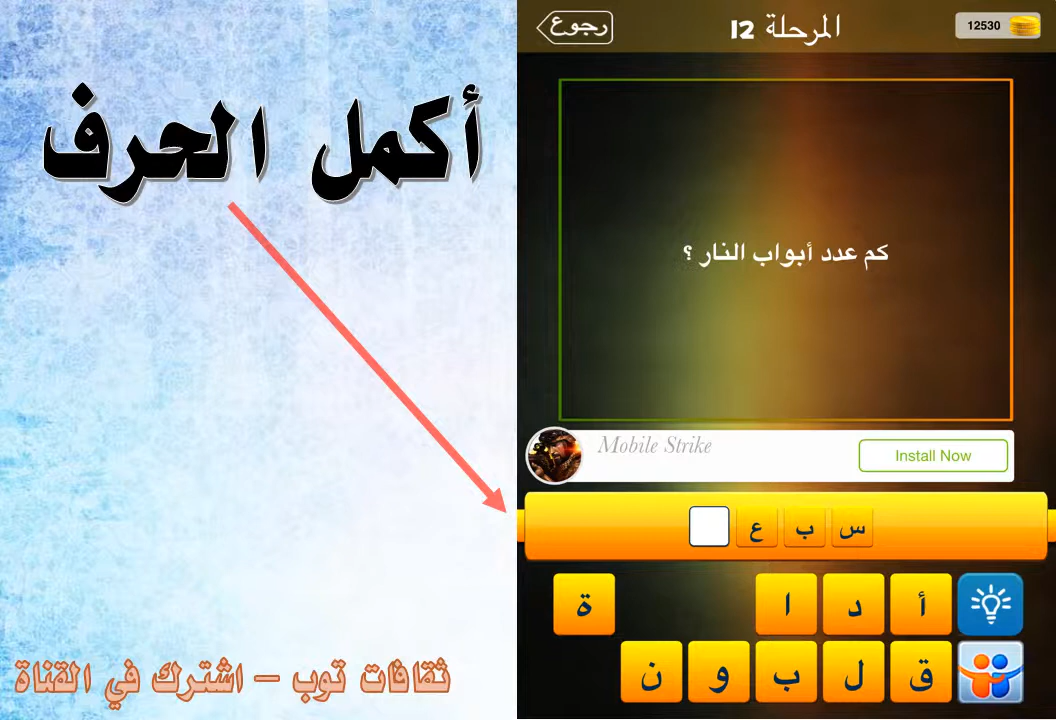 أكمل الحرف
ثقافات توب – اشترك في القناة
رجوع
المرحلة 12
12530
كم عدد أبواب النار ؟
Mobile Strike
Install Now
س ب ع
أ د ا ة
ق ل ب و ن